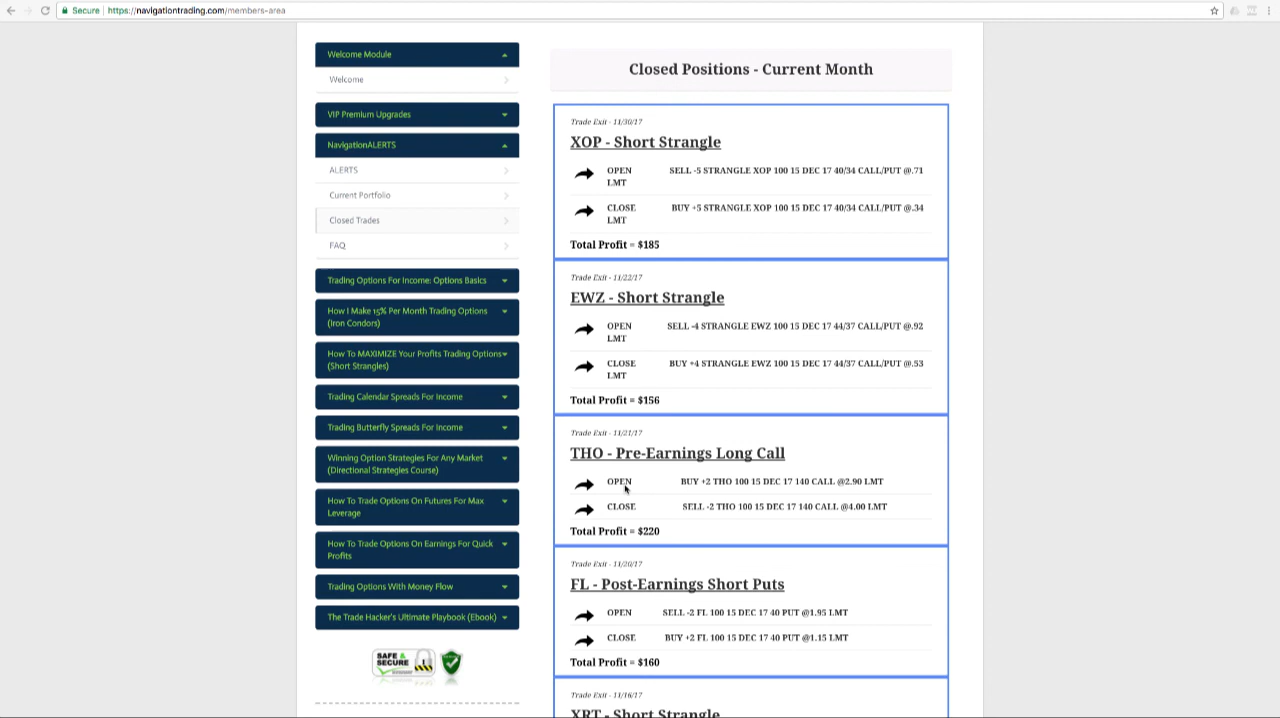 Secure https://navigationtrading.com/members-area
Welcome Module
Welcome
VIP Premium Upgrades
NavigationALERTS
ALERTS
Current Portfolio
Closed Trades
FAQ
Trading Options For Income: Options Basics
How I Make 15% Per Month Trading Options
(Iron Condors)
How To MAXIMIZE Your Profits Trading Options
(Short Strangles)
Trading Calendar Spreads For Income
Trading Butterfly Spreads For Income
Winning Option Strategies For Any Market
(Directional Strategies Course)
How To Trade Options On Futures For Max
Leverage
How To Trade Options On Earnings For Quick
Profits
Trading Options With Money Flow
The Trade Hacker's Ultimate Playbook (Ebook)
SAFE &
SECURE
Closed Positions - Current Month
Trade Exit - 11/30/17
XOP - Short Strangle
OPEN SELL -5 STRANGLE XOP 100 15 DEC 17 40/34 CALL/PUT @.71
LMT
CLOSE BUY +5 STRANGLE XOP 100 15 DEC 17 40/34 CALL/PUT @.34
LMT
Total Profit = $185
Trade Exit - 11/22/17
EWZ - Short Strangle
OPEN SELL -4 STRANGLE EWZ 100 15 DEC 17 44/37 CALL/PUT @.92
LMT
CLOSE BUY +4 STRANGLE EWZ 100 15 DEC 17 44/37 CALL/PUT @.53
LMT
Total Profit = $156
Trade Exit - 11/21/17
THO - Pre-Earnings Long Call
OPEN BUY +2 THO 100 15 DEC 17 140 CALL @2.90 LMT
CLOSE SELL -2 THO 100 15 DEC 17 140 CALL @4.00 LMT
Total Profit = $220
Trade Exit - 11/20/17
FL - Post-Earnings Short Puts
OPEN SELL -2 FL 100 15 DEC 17 40 PUT @1.95 LMT
CLOSE BUY +2 FL 100 15 DEC 17 40 PUT @1.15 LMT
Total Profit = $160
Trade Exit - 11/16/17
XRT - Short Strangle